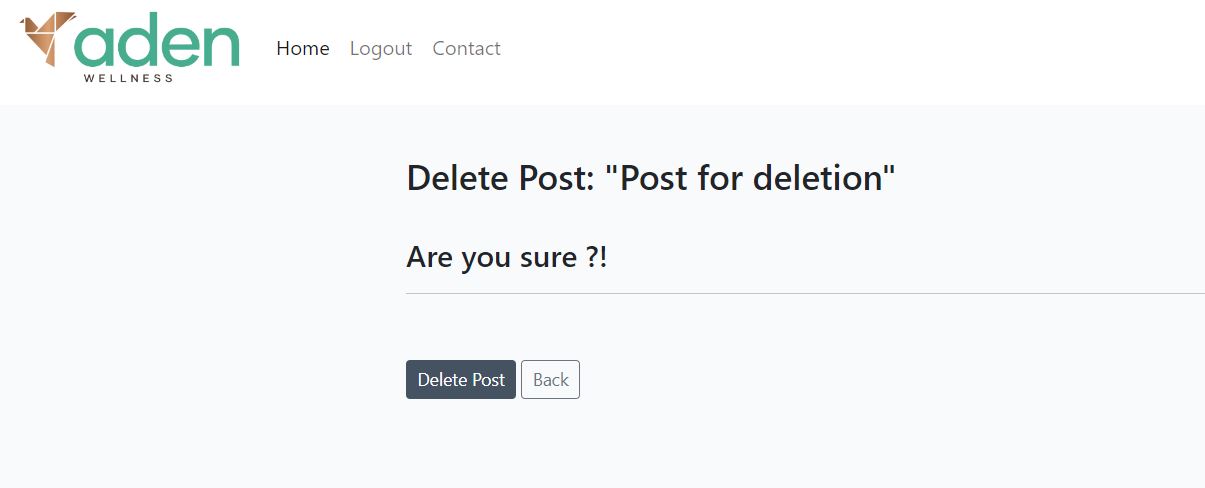 aden
WELLNESS
Home Logout Contact
Delete Post: "Post for deletion"
Are you sure ?!
Delete Post Back